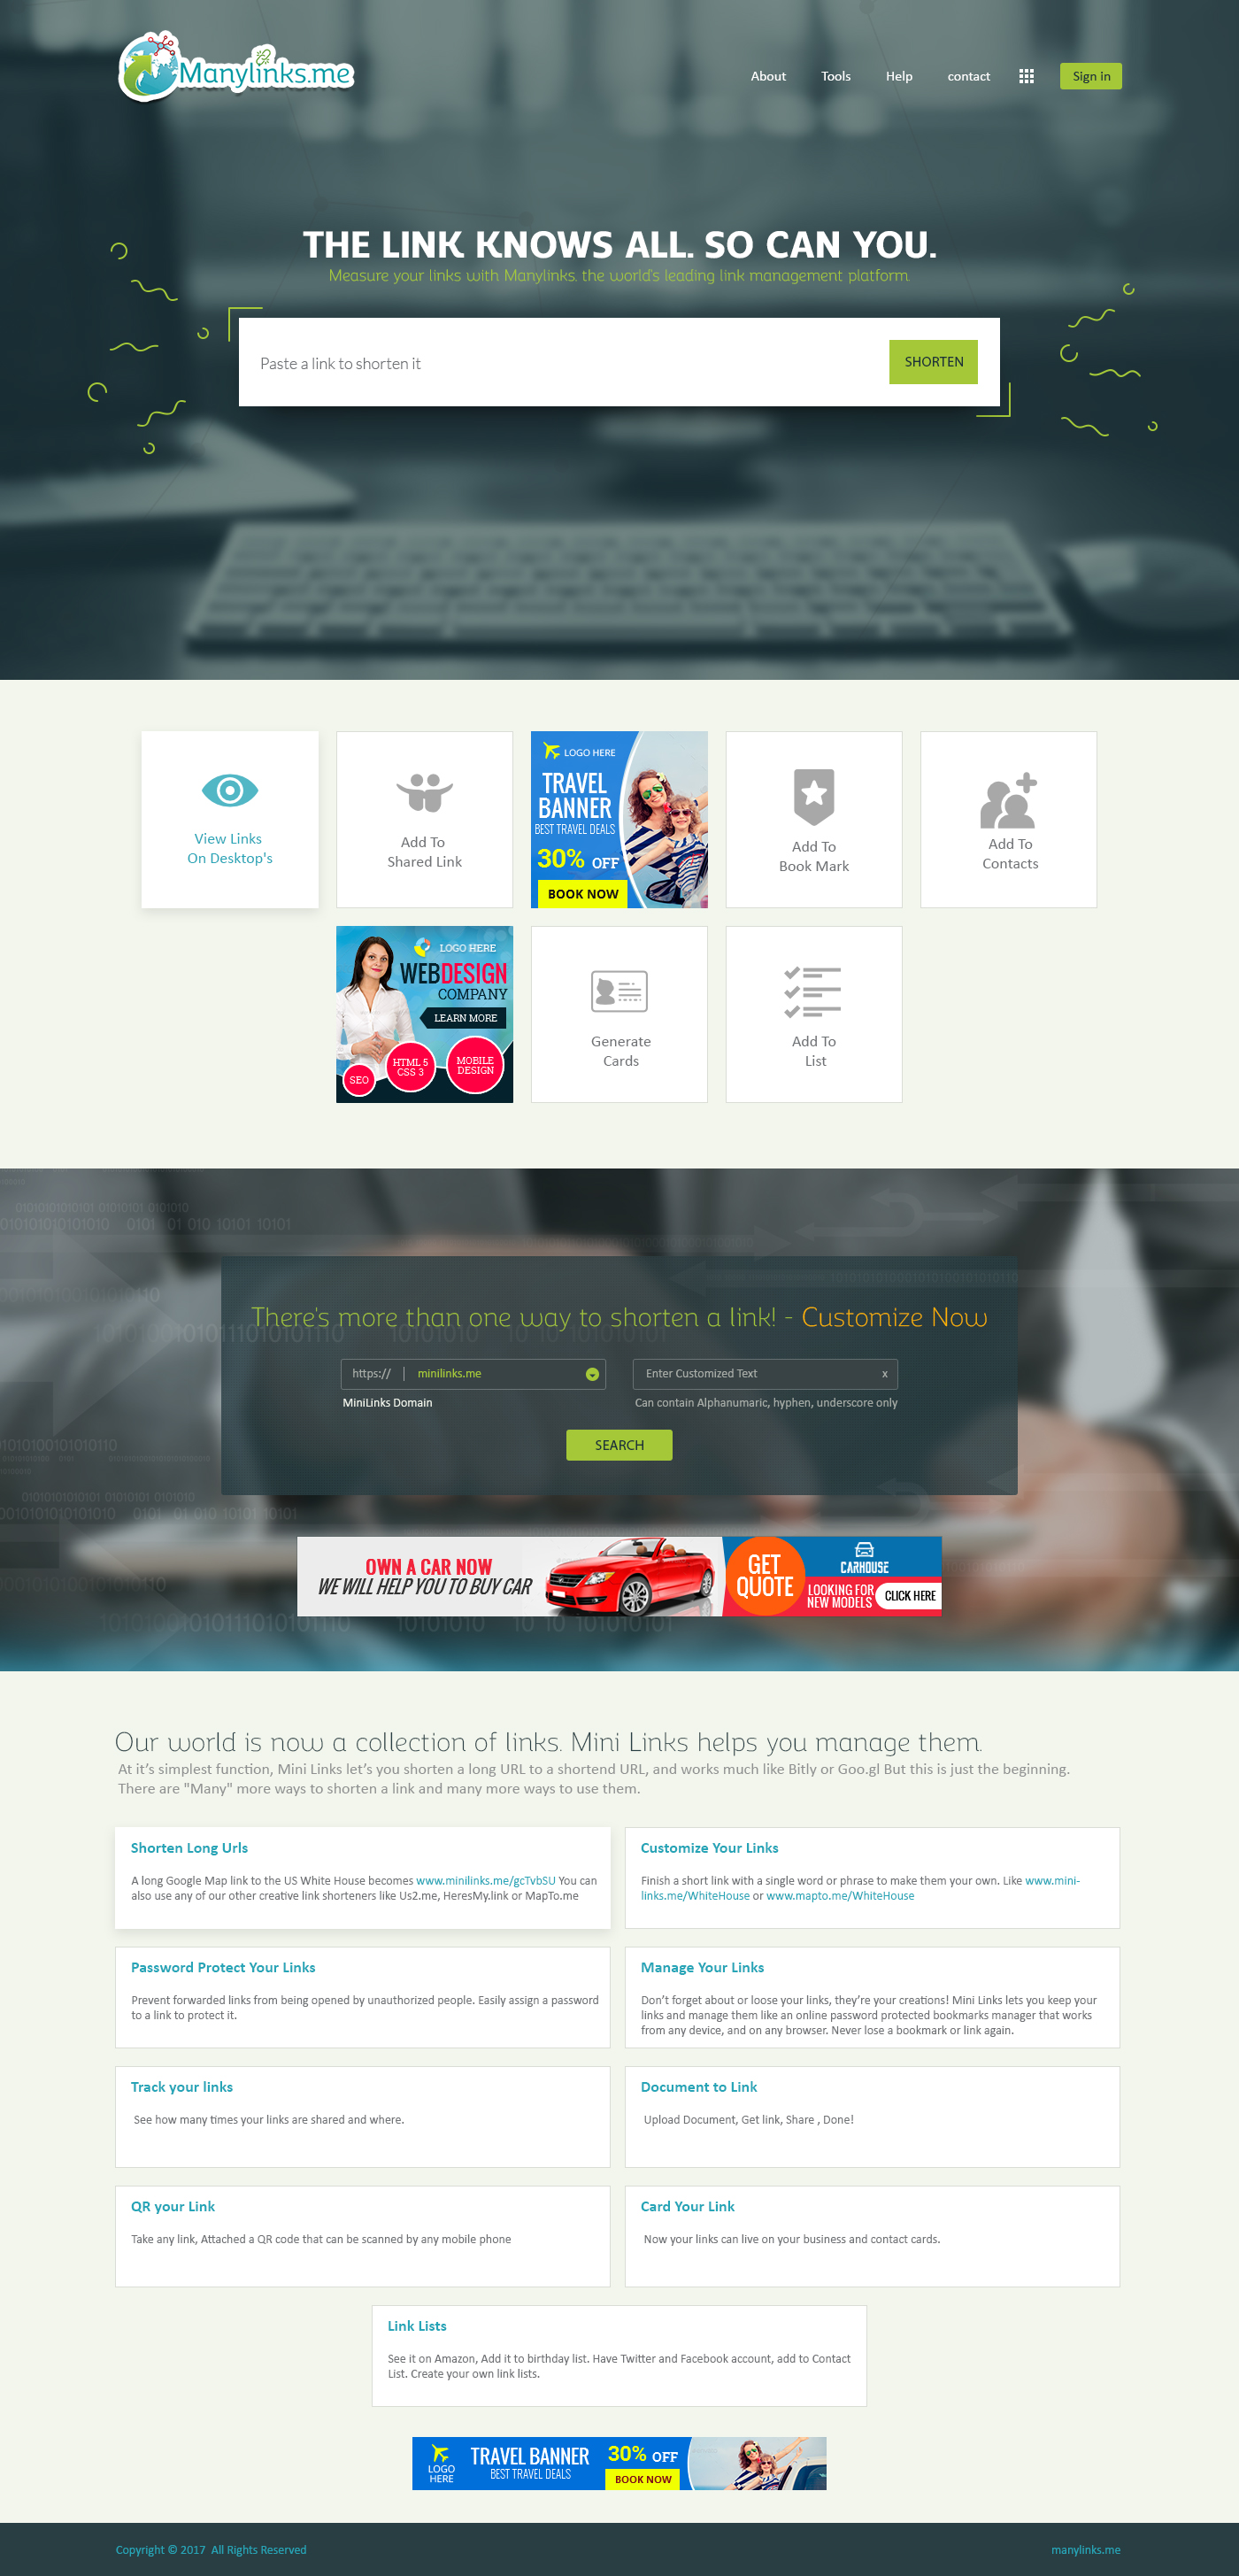 Manylinks.me
About Tools Help contact Sign in
THE LINK KNOWS ALL. SO CAN YOU.
Measure your links with Manylinks. the world's leading link management platform.
Paste a link to shorten it
SHORTEN
View Links
On Desktop's
Add To
Shared Link
LOGO HERE
TRAVEL
BANNER
BEST TRAVEL DEALS
30% OFF
BOOK NOW
Add To
Book Mark
Add To
Contacts
LOGO HERE
WEBDESIGN
COMPANY
LEARN MORE
SEO
HTML 5
CSS 3
MOBILE
DESIGN
Generate
Cards
Add To
List
There's more than one way to shorten a link! - Customize Now
https:// minilinks.me
MiniLinks Domain
Enter Customized Text x
Can contain Alphanumaric, hyphen, underscore only
SEARCH
OWN A CAR NOW
WE WILL HELP YOU TO BUY CAR
GET
QUOTE
CARHOUSE
LOOKING FOR
NEW MODELS
CLICK HERE
Our world is now a collection of links. Mini Links helps you manage them.
At it’s simplest function, Mini Links let’s you shorten a long URL to a shortend URL, and works much like Bitly or Goo.gl But this is just the beginning.
There are "Many" more ways to shorten a link and many more ways to use them.
Shorten Long Urls
A long Google Map link to the US White House becomes www.minilinks.me/gcTvbSU You can
also use any of our other creative link shorteners like Us2.me, HeresMy.link or MapTo.me
Customize Your Links
Finish a short link with a single word or phrase to make them your own. Like www.mini-
links.me/WhiteHouse or www.mapto.me/WhiteHouse
Password Protect Your Links
Prevent forwarded links from being opened by unauthorized people. Easily assign a password
to a link to protect it.
Manage Your Links
Don’t forget about or loose your links, they’re your creations! Mini Links lets you keep your
links and manage them like an online password protected bookmarks manager that works
from any device, and on any browser. Never lose a bookmark or link again.
Track your links
See how many times your links are shared and where.
Document to Link
Upload Document, Get link, Share , Done!
QR your Link
Take any link, Attached a QR code that can be scanned by any mobile phone
Card Your Link
Now your links can live on your business and contact cards.
Link Lists
See it on Amazon, Add it to birthday list. Have Twitter and Facebook account, add to Contact
List. Create your own link lists.
LOGO
HERE
TRAVEL BANNER
BEST TRAVEL DEALS
30% OFF
BOOK NOW
Copyright © 2017 All Rights Reserved
manylinks.me